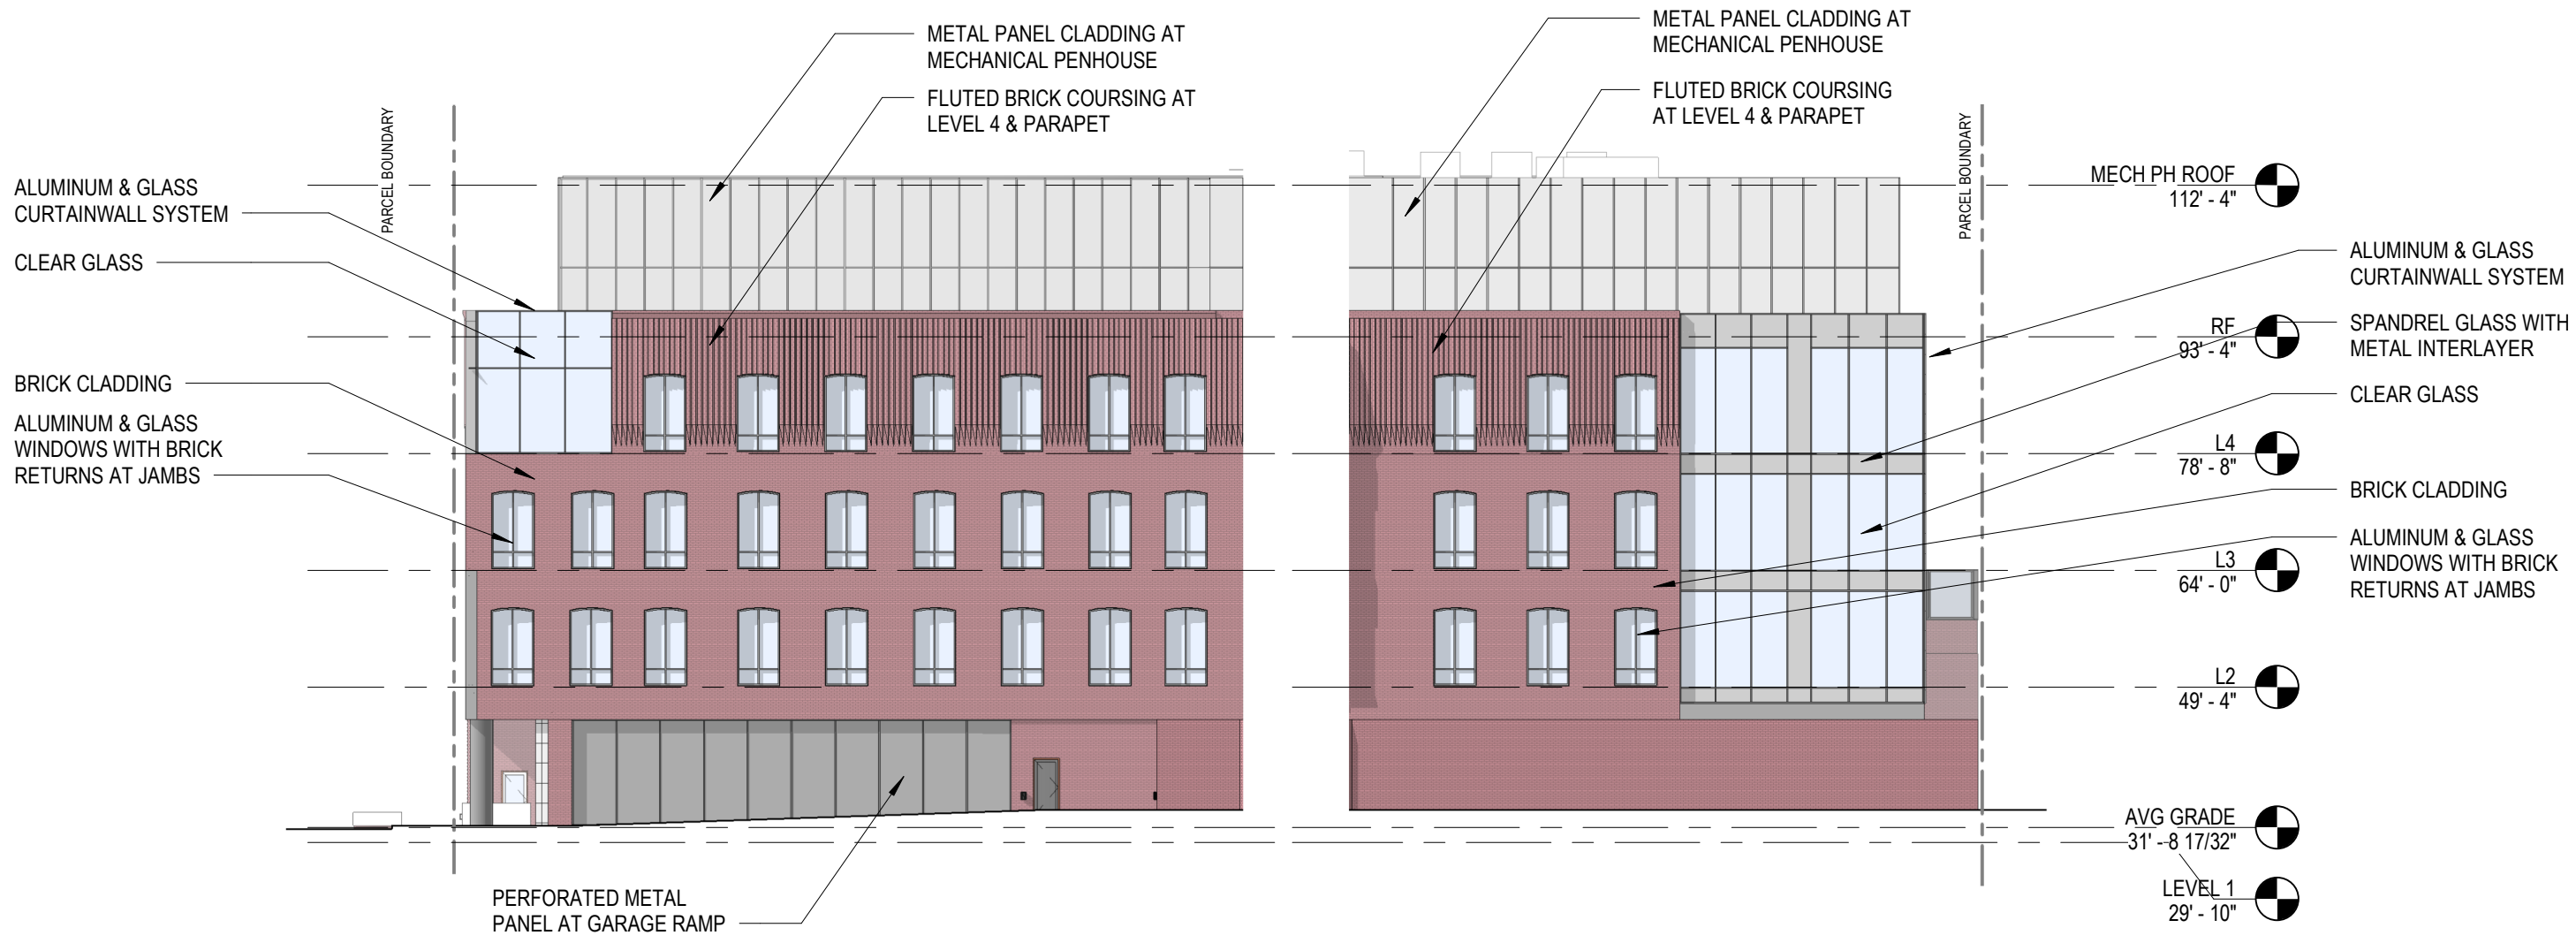 METAL PANEL CLADDING AT
MECHANICAL PENHOUSE
FLUTED BRICK COURSING AT
LEVEL 4 & PARAPET
PARCEL BOUNDARY
ALUMINUM & GLASS
CURTAINWALL SYSTEM
CLEAR GLASS
BRICK CLADDING
ALUMINUM & GLASS
WINDOWS WITH BRICK
RETURNS AT JAMBS
PERFORATED METAL
PANEL AT GARAGE RAMP
METAL PANEL CLADDING AT
MECHANICAL PENHOUSE
FLUTED BRICK COURSING
AT LEVEL 4 & PARAPET
PARCEL BOUNDARY
MECH PH ROOF
112' - 4"
RF
93' - 4"
L4
78' - 8"
L3
64' - 0"
L2
49' - 4"
AVG GRADE
31' - 8 17/32"
LEVEL 1
29' - 10"
ALUMINUM & GLASS
CURTAINWALL SYSTEM
SPANDREL GLASS WITH
METAL INTERLAYER
CLEAR GLASS
BRICK CLADDING
ALUMINUM & GLASS
WINDOWS WITH BRICK
RETURNS AT JAMBS